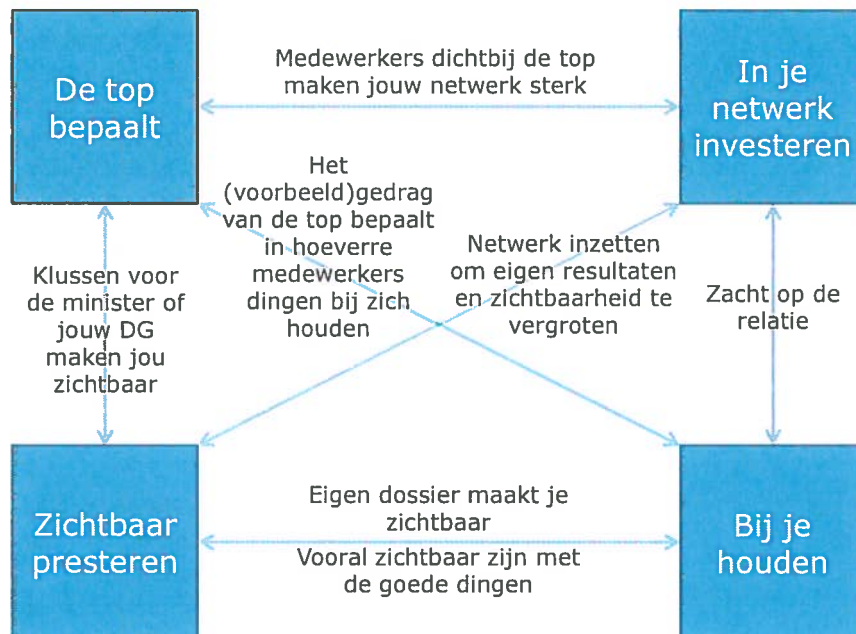 De top
bepaalt
Medewerkers dichtbij de top
maken jouw netwerk sterk
In je
netwerk
investeren
Het
(voorbeeld)gedrag
van de top bepaalt
in hoeverre
medewerkers
dingen bij zich
houden
Netwerk inzetten
om eigen resultaten
en zichtbaarheid te
vergroten
Klussen voor
de minister of
jouw DG
maken jou
zichtbaar
Zacht op de
relatie
Zichtbaar
presteren
Eigen dossier maakt je
zichtbaar
Vooral zichtbaar zijn met
de goede dingen
Bij je
houden